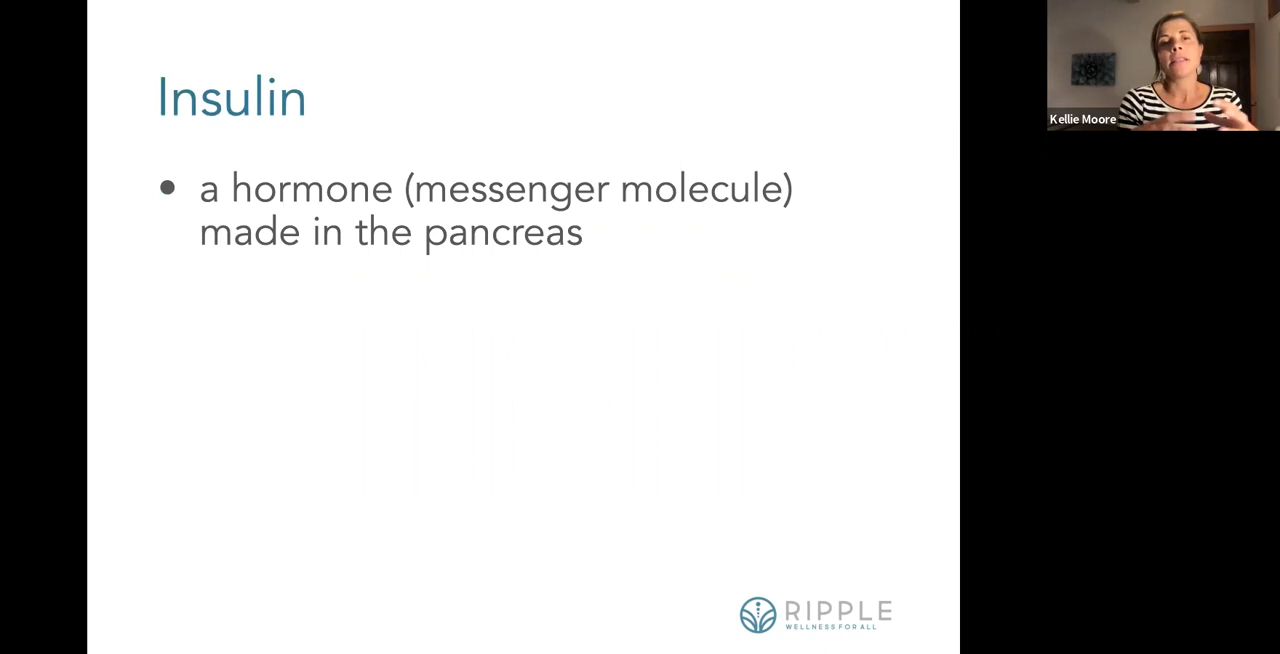 Insulin
• a hormone (messenger molecule)
made in the pancreas
Kellie Moore
RIPPLE
WELLNESS FOR ALL